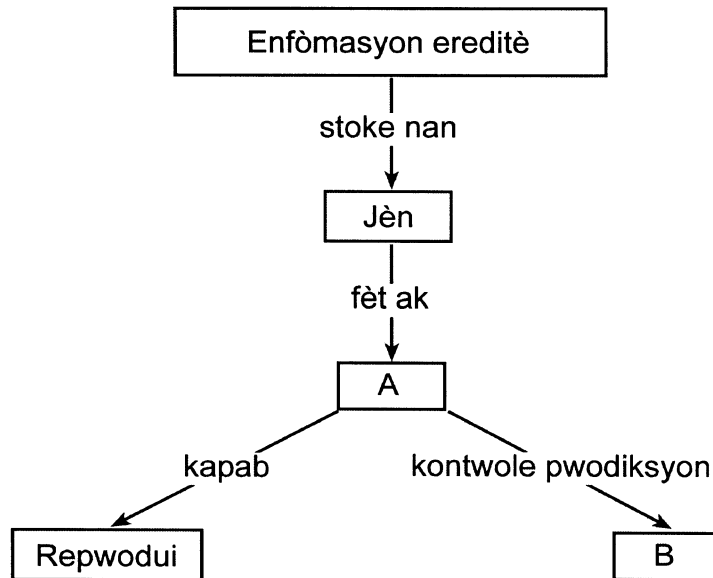 Enfòmasyon ereditè
stoke nan
Jèn
fèt ak
A
kapab
kontwole pwodiksyon
Repwodui
B